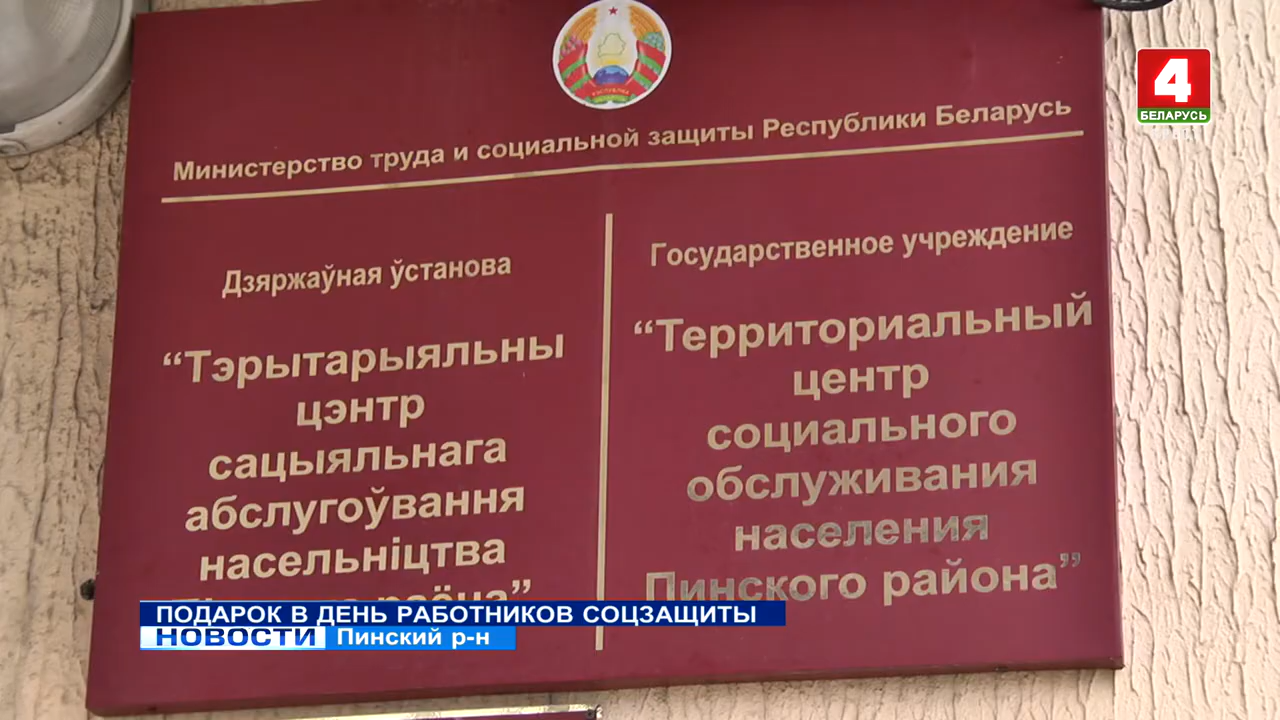 4
БЕЛАРУСЬ
Министерство труда и социальной защиты Республики Беларусь
Дзяржаўная ўстанова
“Тэрытарыяльны
цэнтр
сацыяльнага
абслугоўвання
насельніцтва
раёна”
Государственное учреждение
“Территориальный
центр
социального
обслуживания
населения
Пинского района”
ПОДАРОК В ДЕНЬ РАБОТНИКОВ СОЦЗАЩИТЫ
НОВОСТИ Пинский р-н